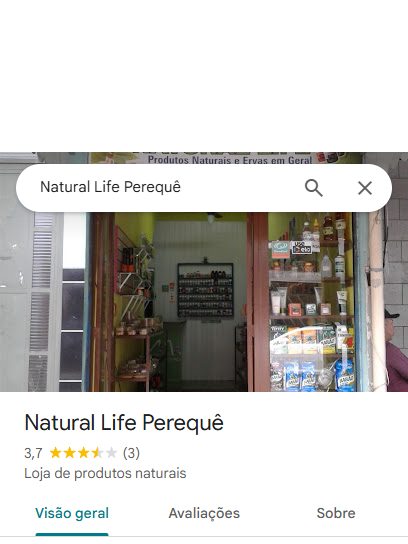 Produtos Naturais e Ervas em Geral
Natural Life Perequê
Natural Life Perequê
3,7 (3)
Loja de produtos naturais
Visão geral
Avaliações
Sobre